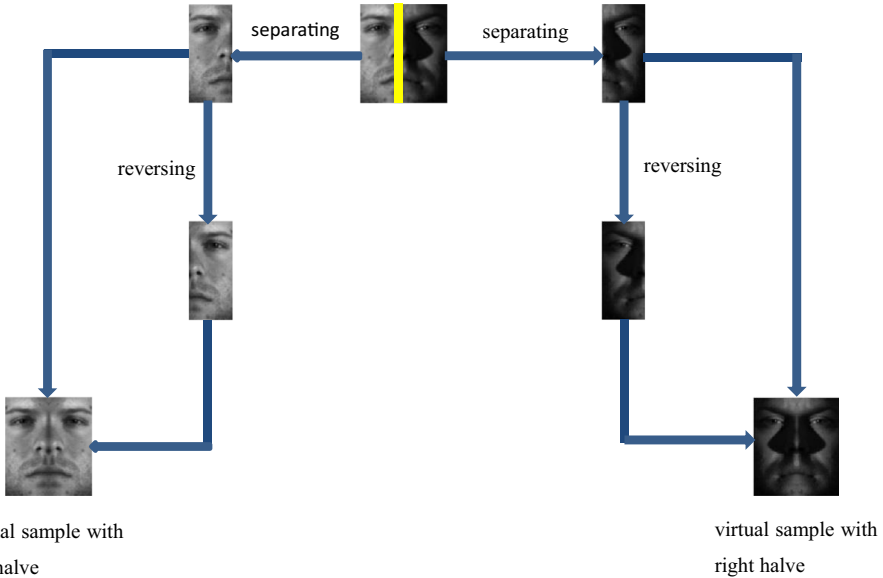 separating
separating
reversing
reversing
al sample with
halve
virtual sample with
right halve